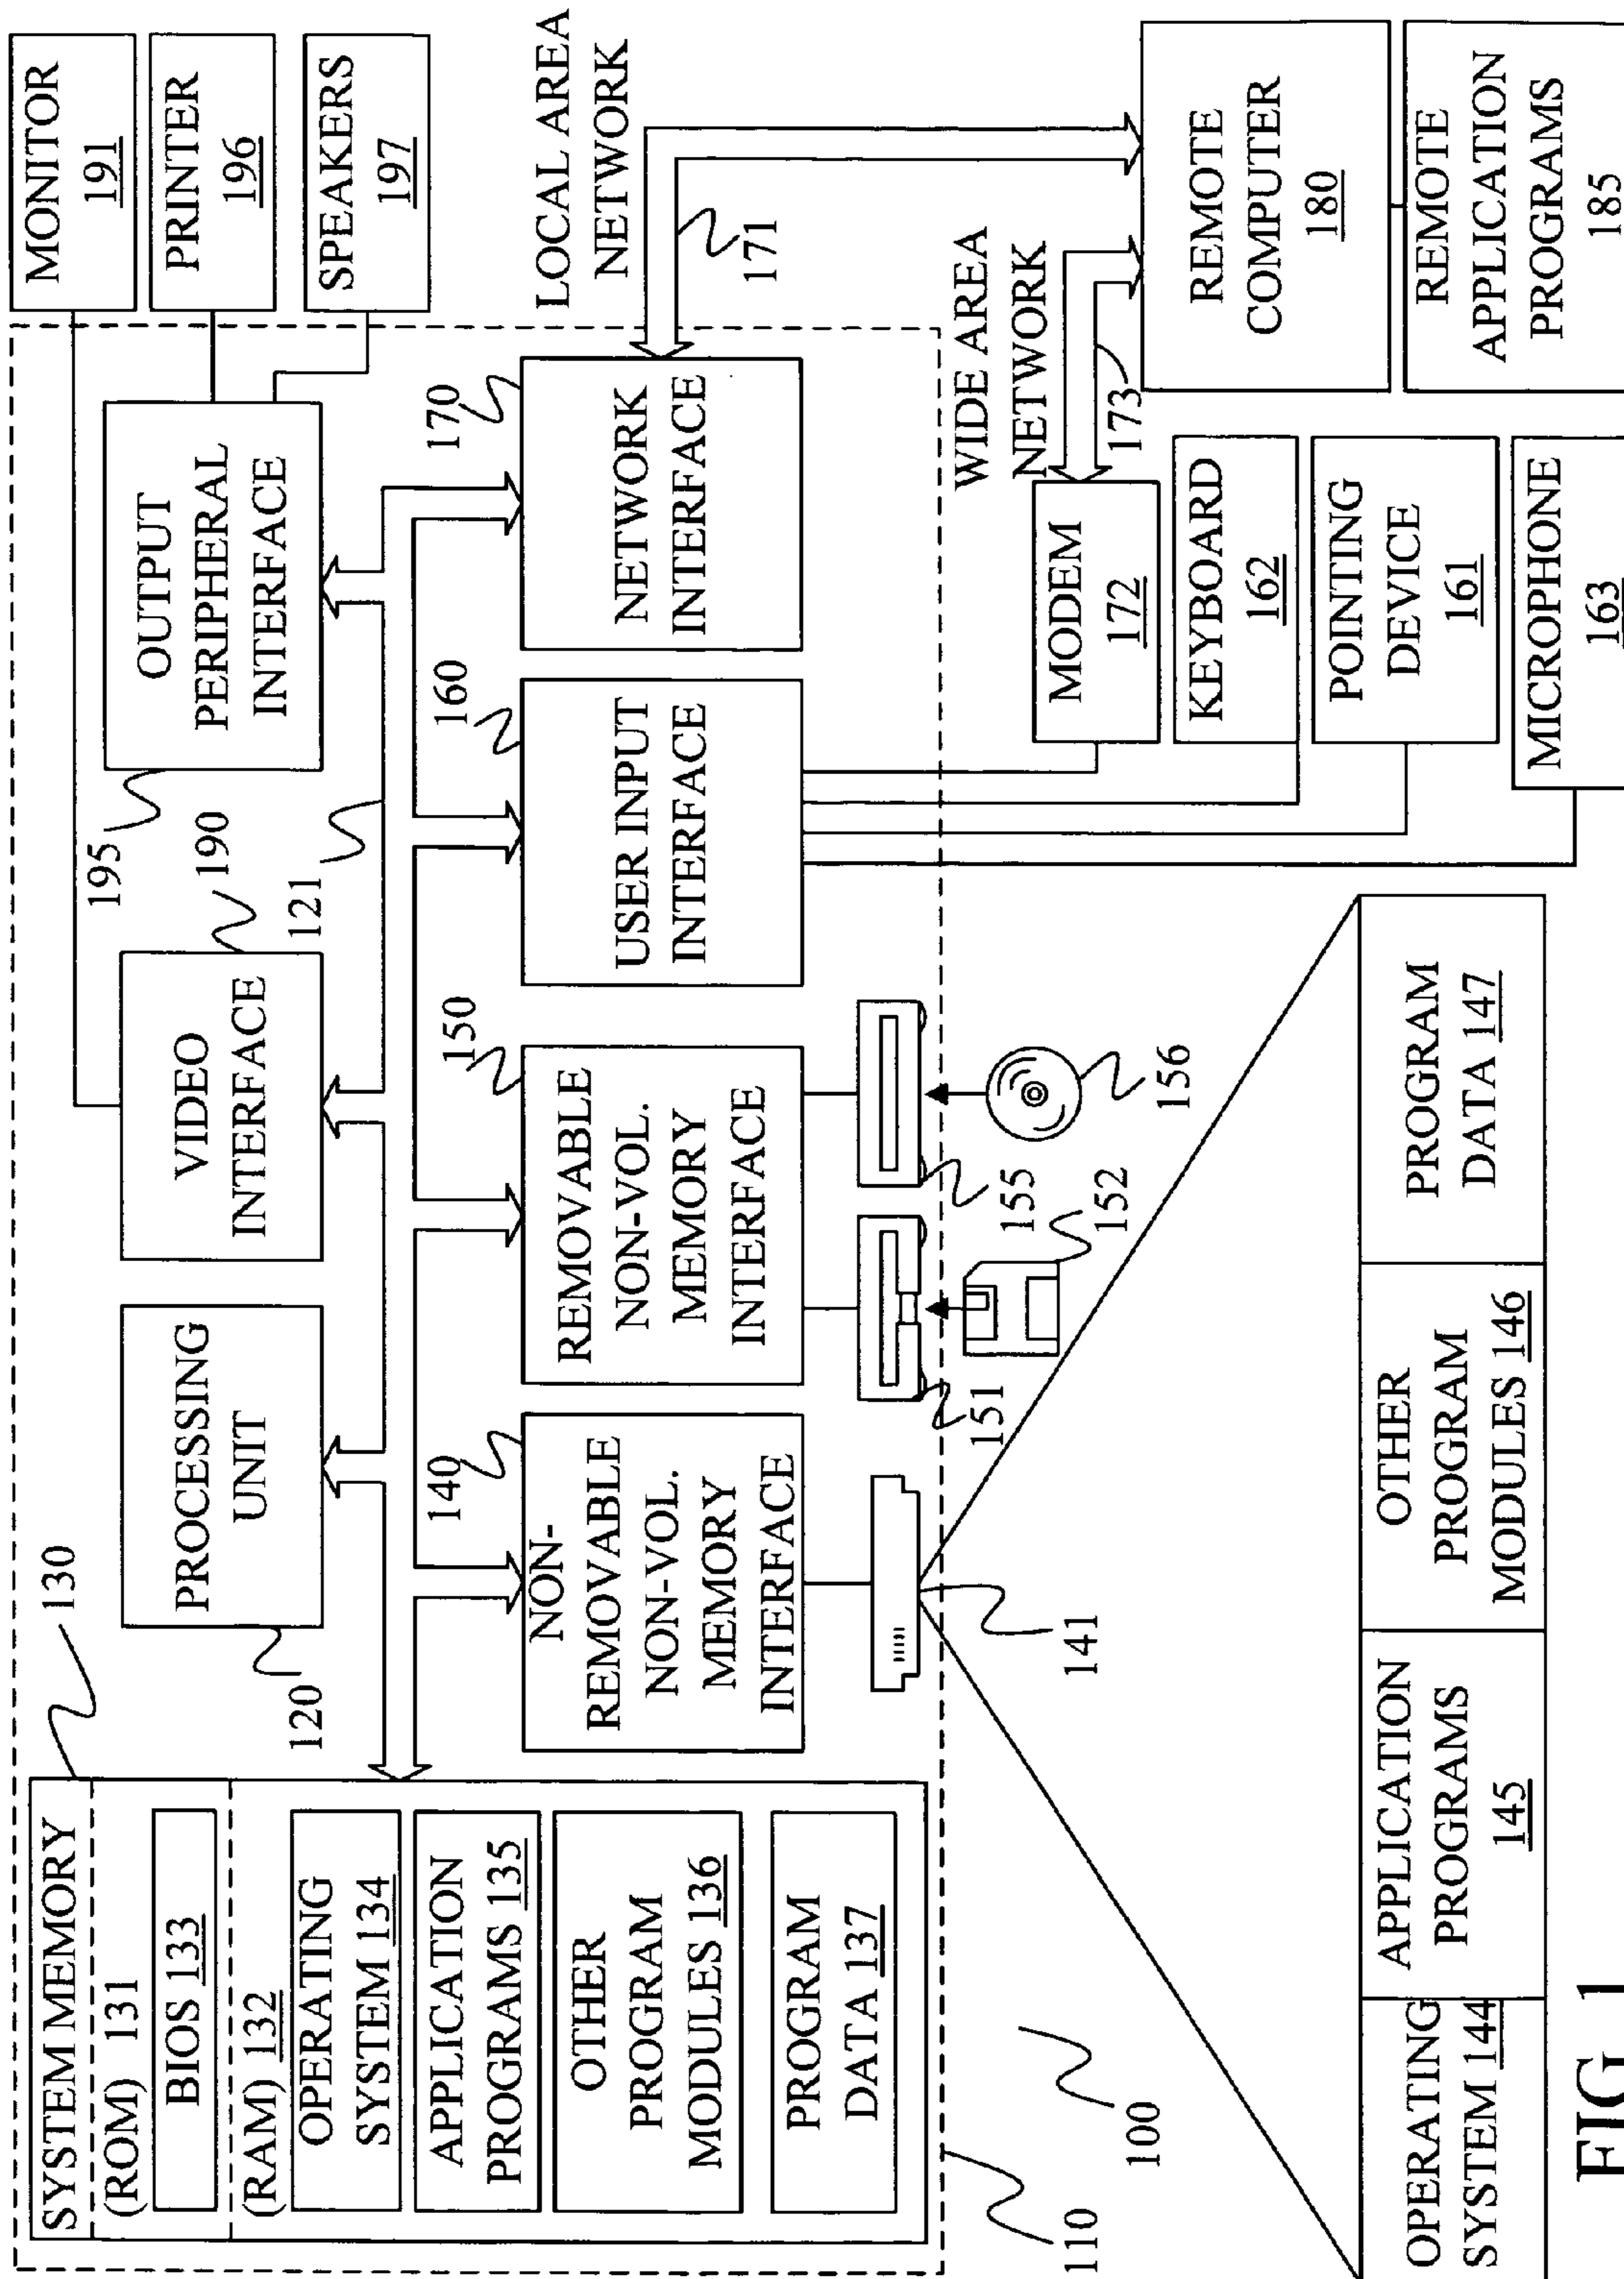 SYSTEM MEMORY
130
(ROM) 131
BIOS 133
(RAM) 132
OPERATING
SYSTEM 134
APPLICATION
PROGRAMS 135
OTHER
PROGRAM
MODULES 136
PROGRAM
DATA 137
PROCESSING
UNIT
120
VIDEO
INTERFACE
190
121
OUTPUT
PERIPHERAL
INTERFACE
195
MONITOR
191
PRINTER
196
SPEAKERS
197
NON-
REMOVABLE
NON-VOL.
MEMORY
INTERFACE
140
REMOVABLE
NON-VOL.
MEMORY
INTERFACE
150
USER INPUT
INTERFACE
160
NETWORK
INTERFACE
170
LOCAL AREA
NETWORK
171
141
151
152
155
156
WIDE AREA
NETWORK
173
MODEM
172
KEYBOARD
162
POINTING
DEVICE
161
MICROPHONE
163
REMOTE
COMPUTER
180
REMOTE
APPLICATION
PROGRAMS
185
110
100
OPERATING
SYSTEM 144
APPLICATION
PROGRAMS
145
OTHER
PROGRAM
MODULES 146
PROGRAM
DATA 147
FIG. 1